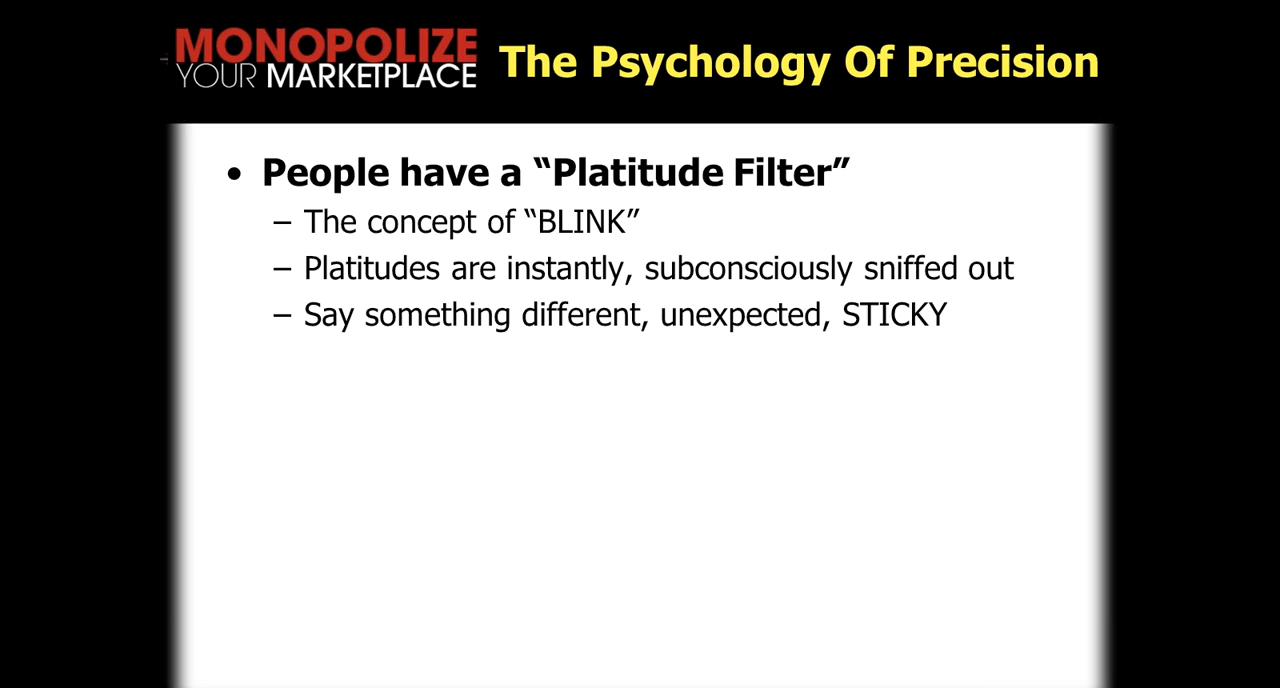 MONOPOLIZE
YOUR MARKETPLACE
The Psychology Of Precision
• People have a “Platitude Filter”
– The concept of “BLINK”
– Platitudes are instantly, subconsciously sniffed out
– Say something different, unexpected, STICKY